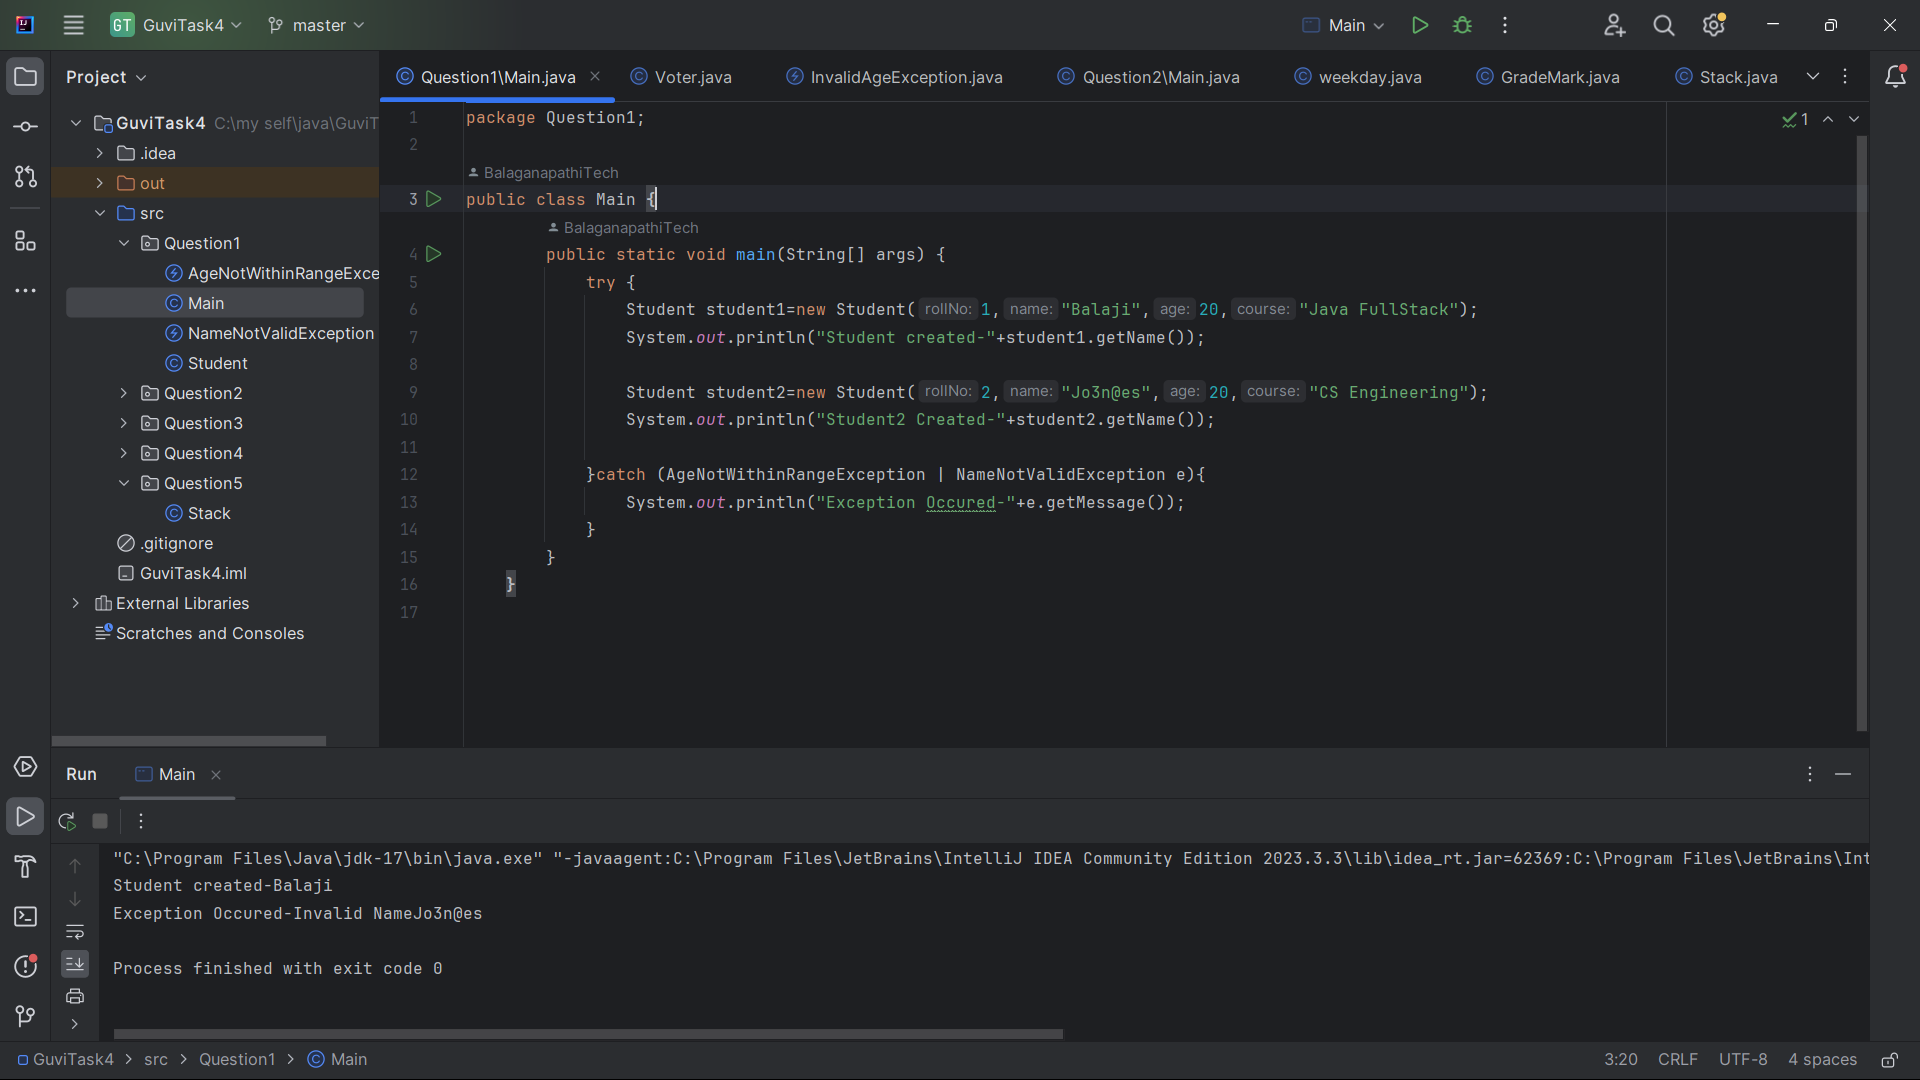 GT GuviTask4 master Main
Project
Question1\Main.java Voter.java InvalidAgeException.java Question2\Main.java weekday.java GradeMark.java Stack.java
GuviTask4 C:\my self\java\GuviT
.idea
out
src
Question1
AgeNotWithinRangeExce
Main
NameNotValidException
Student
Question2
Question3
Question4
Question5
Stack
.gitignore
GuviTask4.iml
External Libraries
Scratches and Consoles
1 package Question1;
2
BalaganapathiTech
3 public class Main {
BalaganapathiTech
4 public static void main(String[] args) {
5 try {
6 Student student1=new Student( rollNo: 1, name: "Balaji", age: 20, course: "Java FullStack");
7 System.out.println("Student created-"+student1.getName());
8
9 Student student2=new Student( rollNo: 2, name: "Jo3n@es", age: 20, course: "CS Engineering");
10 System.out.println("Student2 Created-"+student2.getName());
11
12 }catch (AgeNotWithinRangeException | NameNotValidException e){
13 System.out.println("Exception Occured-"+e.getMessage());
14 }
15 }
16 }
17
1
Run Main
"C:\Program Files\Java\jdk-17\bin\java.exe" "-javaagent:C:\Program Files\JetBrains\IntelliJ IDEA Community Edition 2023.3.3\lib\idea_rt.jar=62369:C:\Program Files\JetBrains\Int
Student created-Balaji
Exception Occured-Invalid NameJo3n@es
Process finished with exit code 0
GuviTask4 > src > Question1 > Main
3:20 CRLF UTF-8 4 spaces